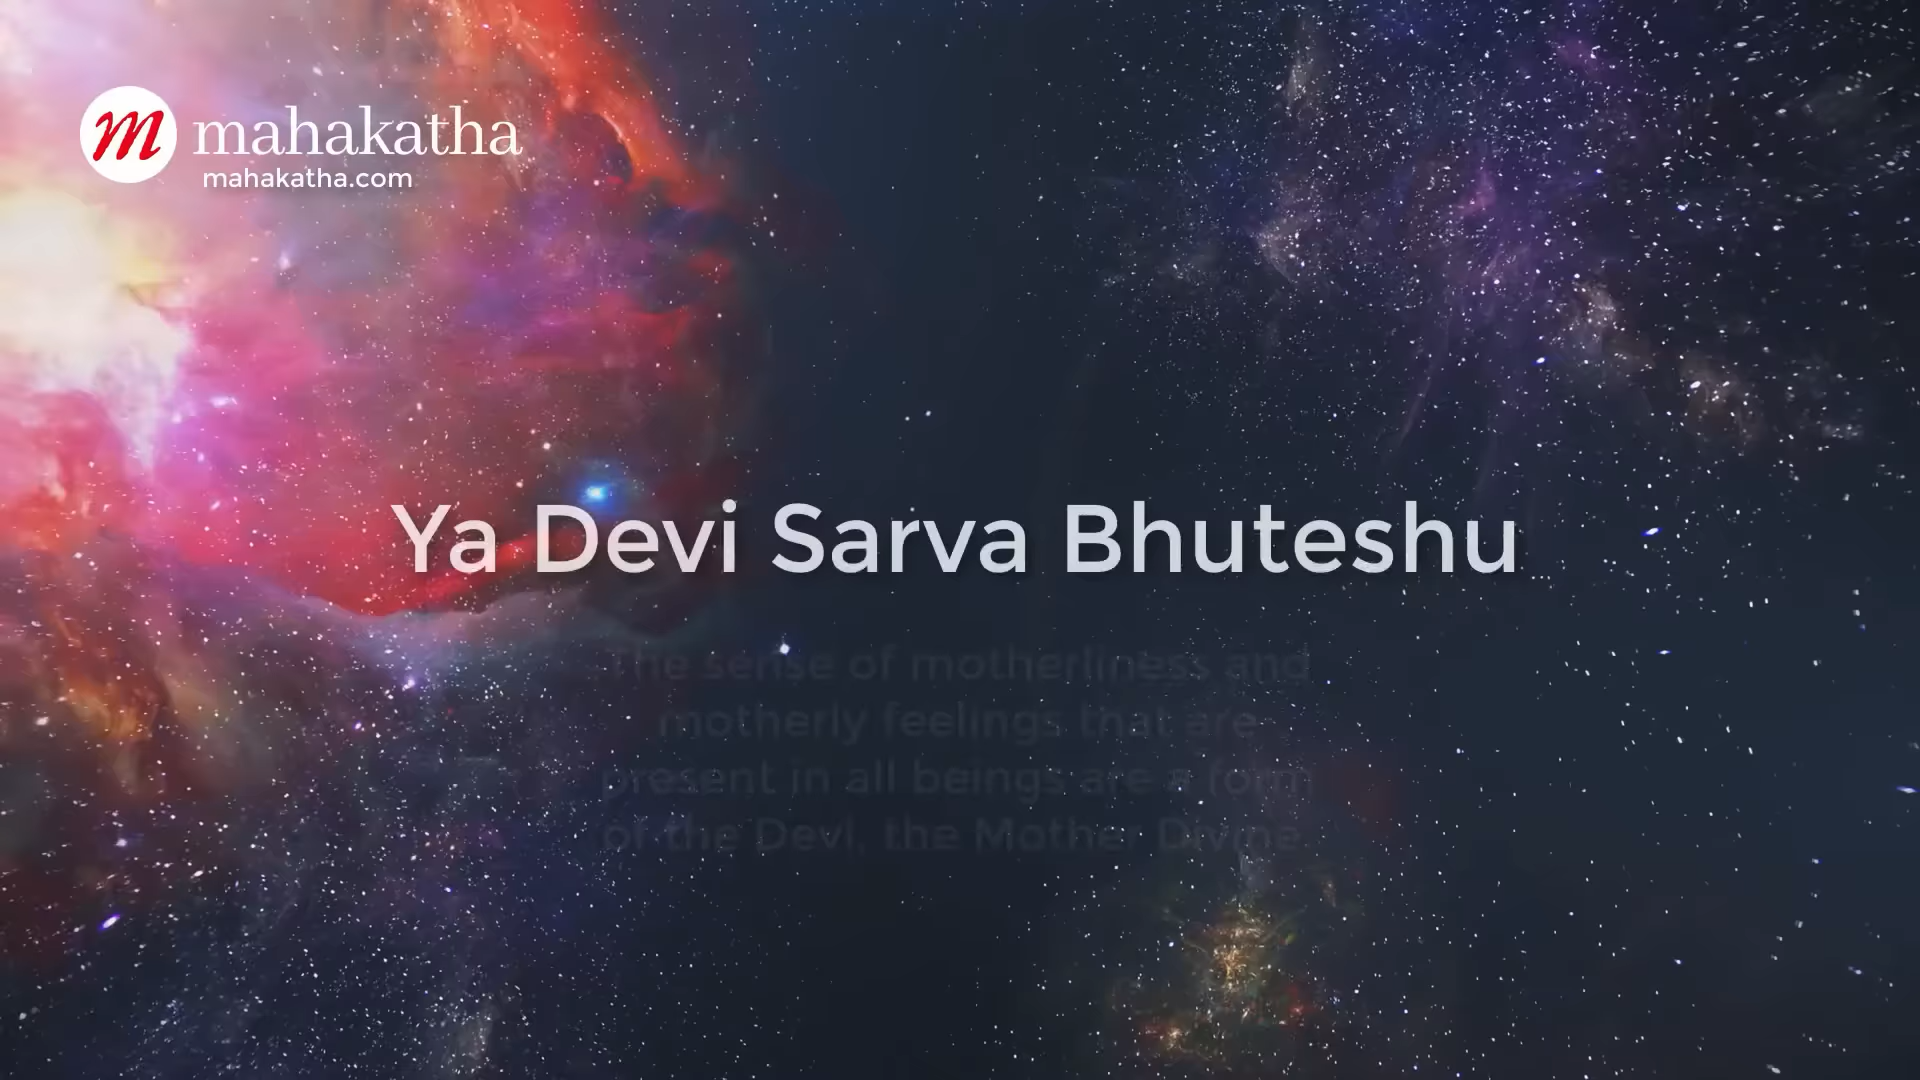 m mahakatha
mahakatha.com
Ya Devi Sarva Bhuteshu
The sense of motherliness and
motherly feelings that are
present in all beings are a form
of the Devi, the Mother Divine.